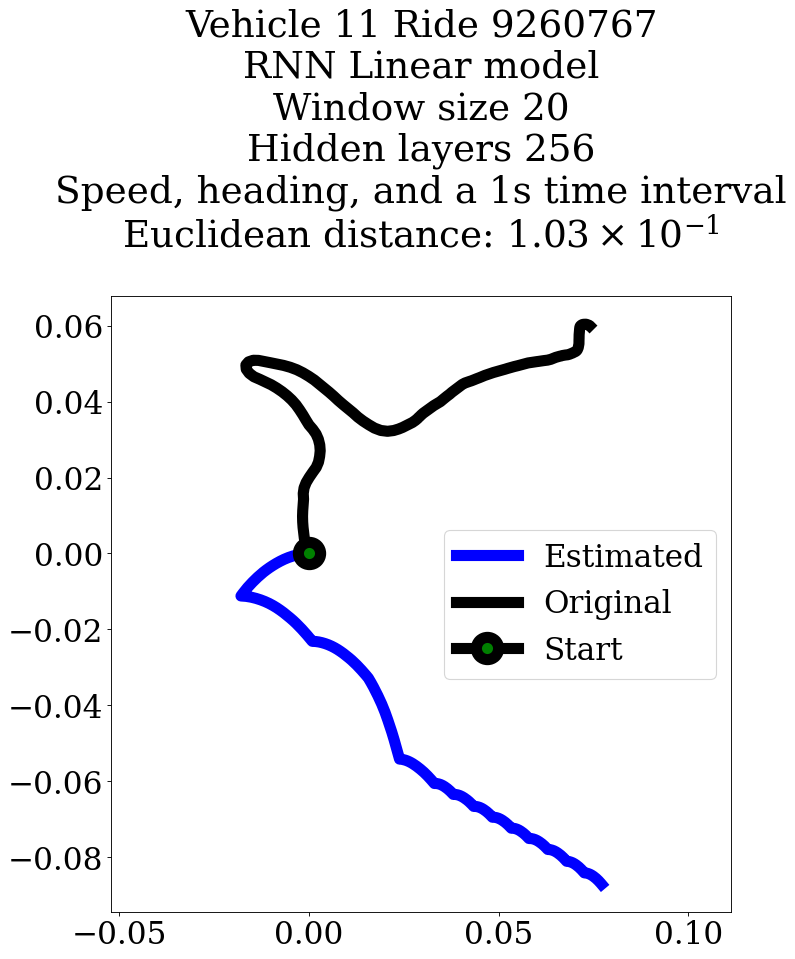 Vehicle 11 Ride 9260767
RNN Linear model
Window size 20
Hidden layers 256
Speed, heading, and a 1s time interval
Euclidean distance: 1.03 × 10⁻¹
0.06
0.04
0.02
0.00
−0.02
−0.04
−0.06
−0.08
Estimated
Original
Start
−0.05
0.00
0.05
0.10